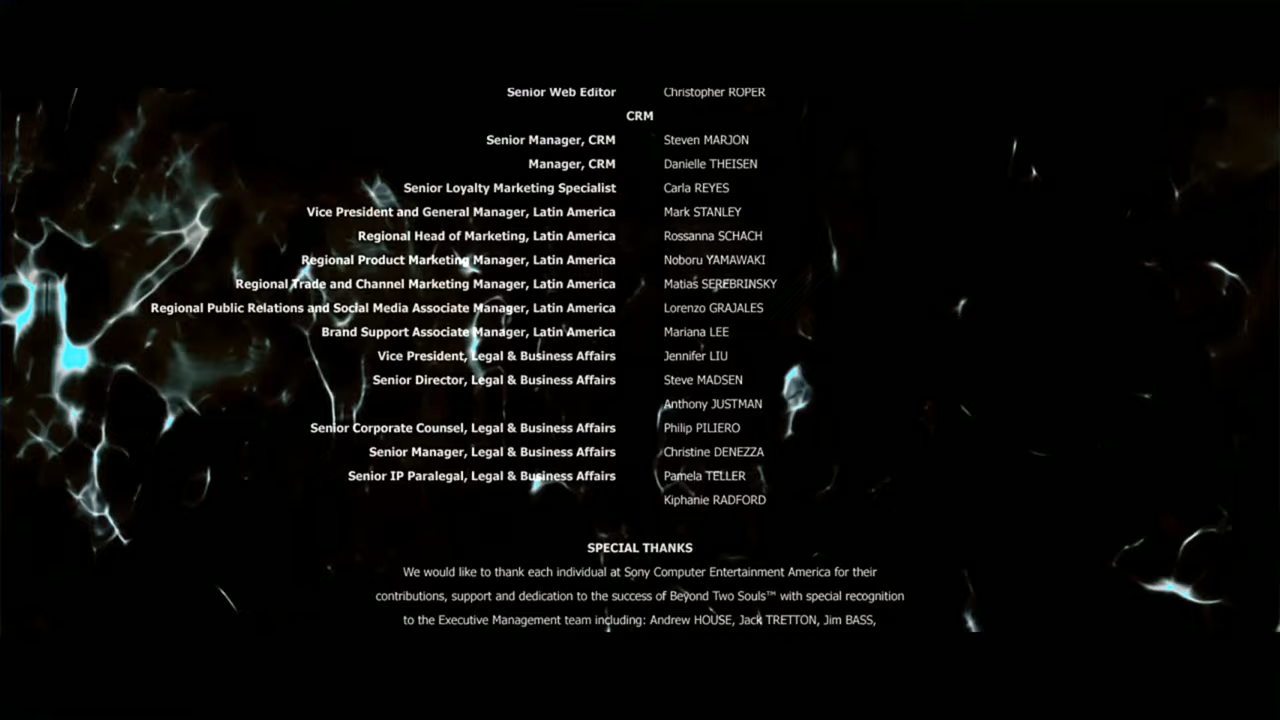 Senior Web Editor Christopher ROPER
CRM
Senior Manager, CRM Steven MARJON
Manager, CRM Danielle THEISEN
Senior Loyalty Marketing Specialist Carla REYES
Vice President and General Manager, Latin America Mark STANLEY
Regional Head of Marketing, Latin America Rossanna SCHACH
Regional Product Marketing Manager, Latin America Noboru YAMAWAKI
Regional Trade and Channel Marketing Manager, Latin America Matias SEREBRINSKY
Regional Public Relations and Social Media Associate Manager, Latin America Lorenzo GRAJALES
Brand Support Associate Manager, Latin America Mariana LEE
Vice President, Legal & Business Affairs Jennifer LIU
Senior Director, Legal & Business Affairs Steve MADSEN
Anthony JUSTMAN
Senior Corporate Counsel, Legal & Business Affairs Philip PILIERO
Senior Manager, Legal & Business Affairs Christine DENEZZA
Senior IP Paralegal, Legal & Business Affairs Pamela TELLER
Kiphanie RADFORD
SPECIAL THANKS
We would like to thank each individual at Sony Computer Entertainment America for their
contributions, support and dedication to the success of Beyond Two Souls™ with special recognition
to the Executive Management team including: Andrew HOUSE, Jack TRETTON, Jim BASS,